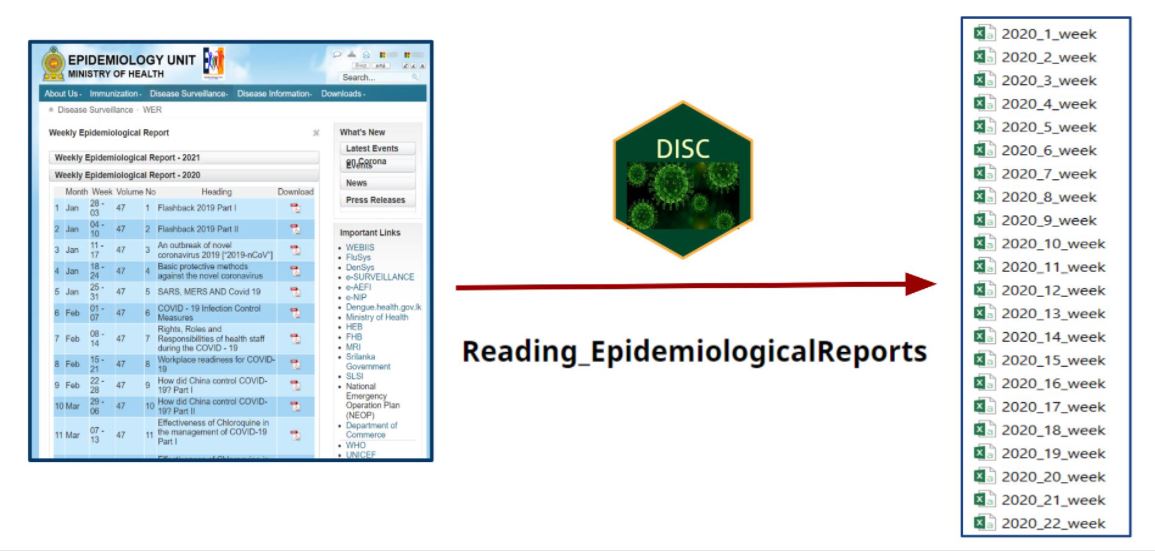 EPIDEMIOLOGY UNIT
MINISTRY OF HEALTH
Search...
About Us - Immunization - Disease Surveillance- Disease Information- Downloads -
Disease Surveillance - WER
Weekly Epidemiological Report
Weekly Epidemiological Report - 2021
Weekly Epidemiological Report - 2020
Month Week Volume No Heading Download
1 Jan 28 - 03 47 1 Flashback 2019 Part I
2 Jan 04 - 10 47 2 Flashback 2019 Part II
3 Jan 11 - 17 47 3 An outbreak of novel coronavirus 2019 ["2019-nCoV"]
4 Jan 18 - 24 47 4 Basic protective methods against the novel coronavirus
5 Jan 25 - 31 47 5 SARS, MERS AND Covid 19
6 Feb 01 - 07 47 6 COVID - 19 Infection Control Measures
7 Feb 08 - 14 47 7 Rights, Roles and Responsibilities of health staff during the COVID - 19
8 Feb 15 - 21 47 8 Workplace readiness for COVID-19
9 Feb 22 - 28 47 9 How did China control COVID-19? Part I
10 Mar 29 - 06 47 10 How did China control COVID-19? Part II
11 Mar 07 - 13 47 11 Effectiveness of Chloroquine in the management of COVID-19 Part I
What's New
Latest Events on Corona
Events
News
Press Releases
Important Links
WEBIIS
FluSys
DenSys
e-SURVEILLANCE
e-AEFI
e-NIP
Dengue.health.gov.lk
Ministry of Health
HEB
FHB
MRI
Srilanka
Government
SLSI
National
Emergency
Operation Plan
(NEOP)
Department of
Commerce
WHO
UNICEF
DISC
Reading_EpidemiologicalReports
2020_1_week
2020_2_week
2020_3_week
2020_4_week
2020_5_week
2020_6_week
2020_7_week
2020_8_week
2020_9_week
2020_10_week
2020_11_week
2020_12_week
2020_13_week
2020_14_week
2020_15_week
2020_16_week
2020_17_week
2020_18_week
2020_19_week
2020_20_week
2020_21_week
2020_22_week